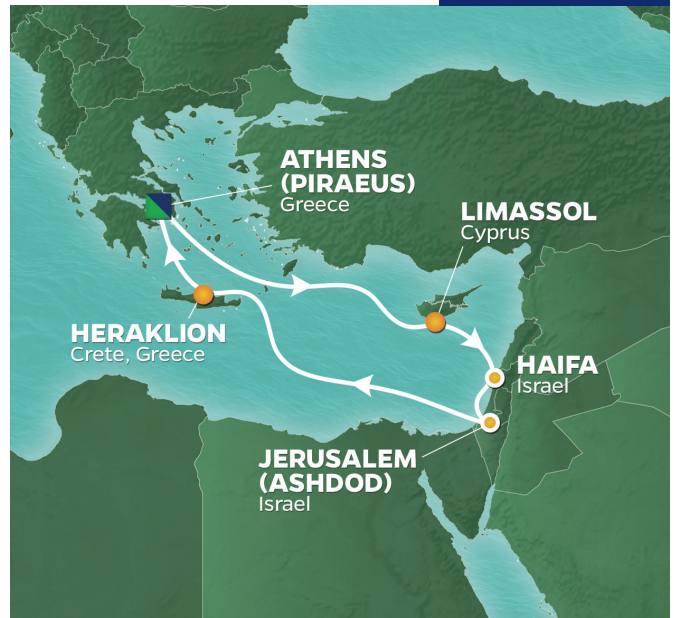 ATHENS
(PIRAEUS)
Greece
LIMASSOL
Cyprus
HERAKLION
Crete, Greece
HAIFA
Israel
JERUSALEM
(ASHDOD)
Israel